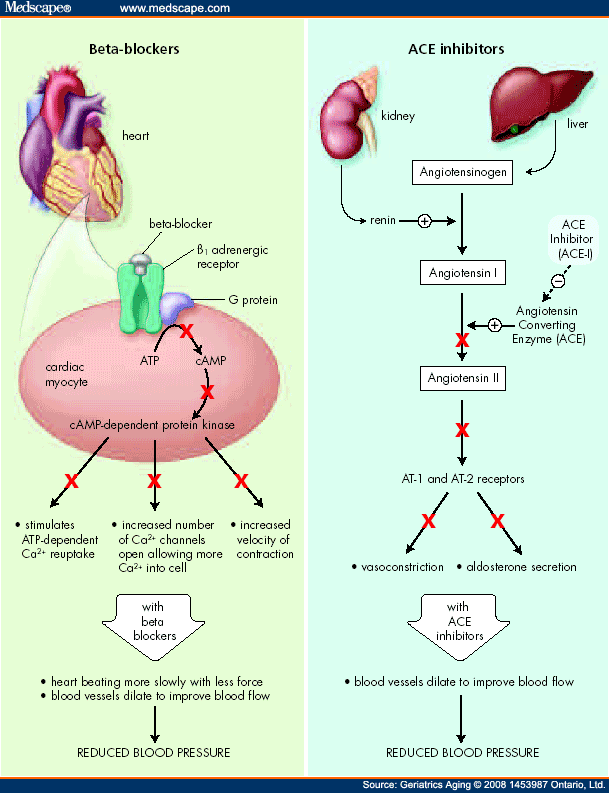 Medscape® www.medscape.com
Beta-blockers
heart
beta-blocker
ß1 adrenergic
receptor
G protein
ATP
cAMP
cardiac
myocyte
cAMP-dependent protein kinase
X
X
X
X
X
• stimulates
ATP-dependent
Ca2+ reuptake
• increased number
of Ca2+ channels
open allowing more
Ca2+ into cell
• increased
velocity of
contraction
with
beta
blockers
• heart beating more slowly with less force
• blood vessels dilate to improve blood flow
REDUCED BLOOD PRESSURE
ACE inhibitors
kidney
liver
Angiotensinogen
renin
+
ACE
Inhibitor
(ACE-I)
−
Angiotensin I
Angiotensin
Converting
Enzyme (ACE)
+
X
Angiotensin II
X
AT-1 and AT-2 receptors
X
X
• vasoconstriction
• aldosterone secretion
with
ACE
inhibitors
• blood vessels dilate to improve blood flow
REDUCED BLOOD PRESSURE
Source: Geriatrics Aging © 2008 1453987 Ontario, Ltd.